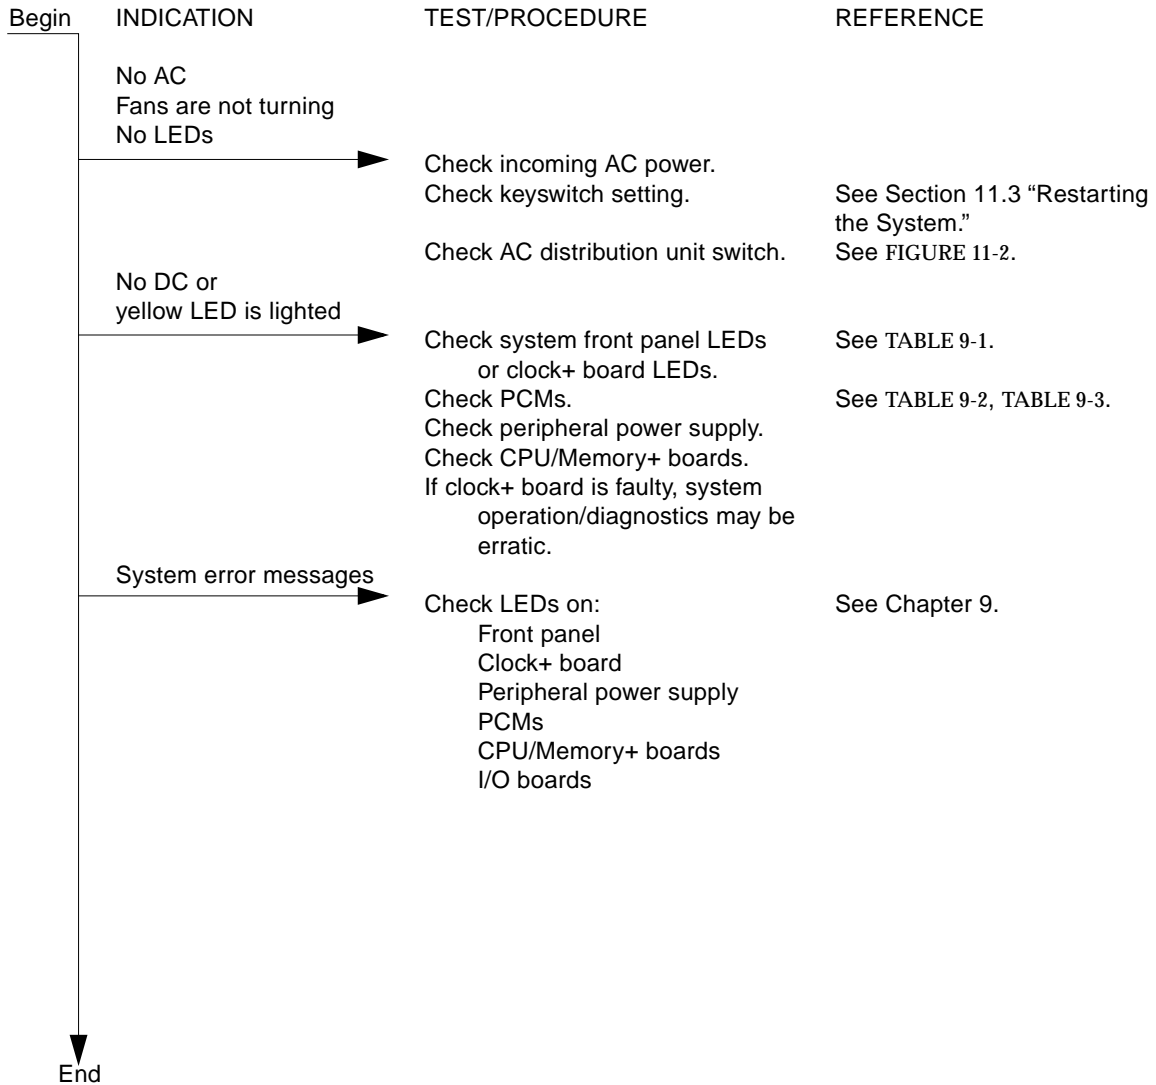 Begin INDICATION TEST/PROCEDURE REFERENCE
No AC
Fans are not turning
No LEDs
Check incoming AC power.
Check keyswitch setting. See Section 11.3 “Restarting
the System.”
Check AC distribution unit switch. See FIGURE 11-2.
No DC or
yellow LED is lighted
Check system front panel LEDs See TABLE 9-1.
or clock+ board LEDs.
Check PCMs. See TABLE 9-2, TABLE 9-3.
Check peripheral power supply.
Check CPU/Memory+ boards.
If clock+ board is faulty, system
operation/diagnostics may be
erratic.
System error messages
Check LEDs on: See Chapter 9.
Front panel
Clock+ board
Peripheral power supply
PCMs
CPU/Memory+ boards
I/O boards
End